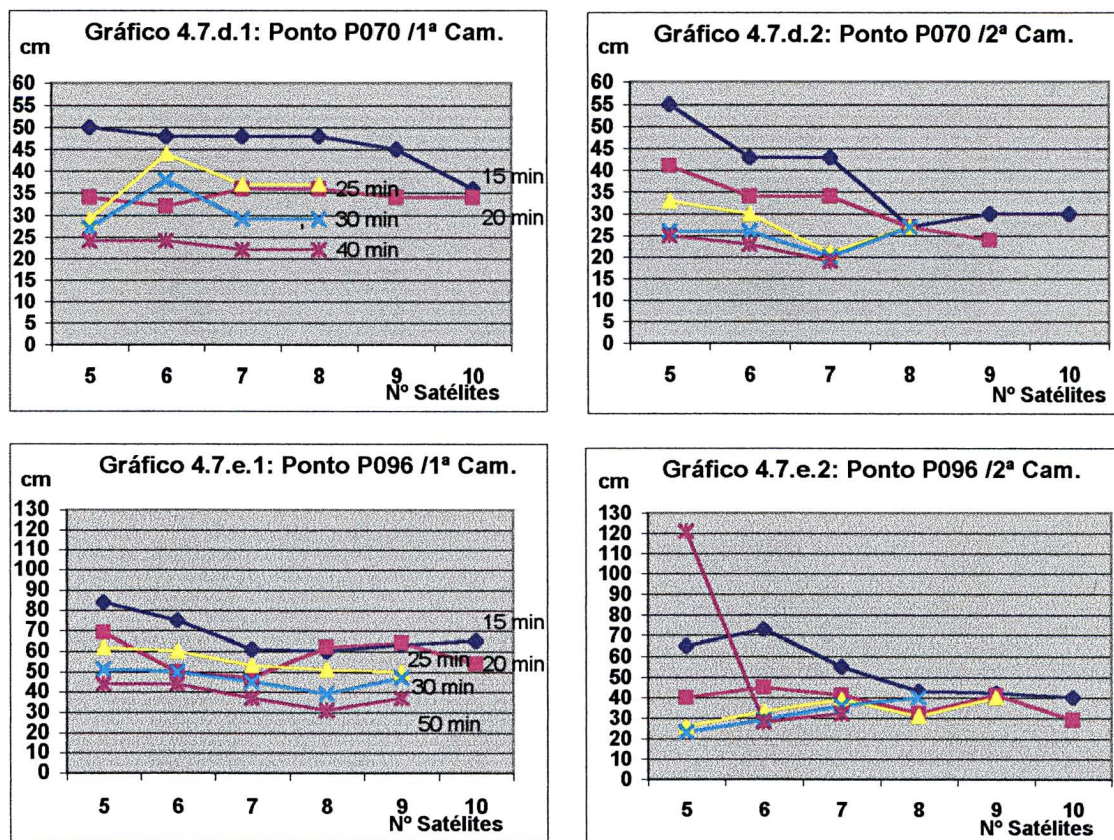 Gráfico 4.7.d.1: Ponto P070 /1ª Cam.
cm
60
55
50
45
40
35
30
25
20
15
10
5
0
15 min
25 min
20 min
30 min
40 min
5 6 7 8 9 10
Nº Satélites
Gráfico 4.7.d.2: Ponto P070 /2ª Cam.
cm
60
55
50
45
40
35
30
25
20
15
10
5
0
5 6 7 8 9 10
Nº Satélites
Gráfico 4.7.e.1: Ponto P096 /1ª Cam.
cm
130
120
110
100
90
80
70
60
50
40
30
20
10
0
15 min
25 min
20 min
30 min
50 min
5 6 7 8 9 10
Nº Satélites
Gráfico 4.7.e.2: Ponto P096 /2ª Cam.
cm
130
120
110
100
90
80
70
60
50
40
30
20
10
0
5 6 7 8 9 10
Nº Satélites